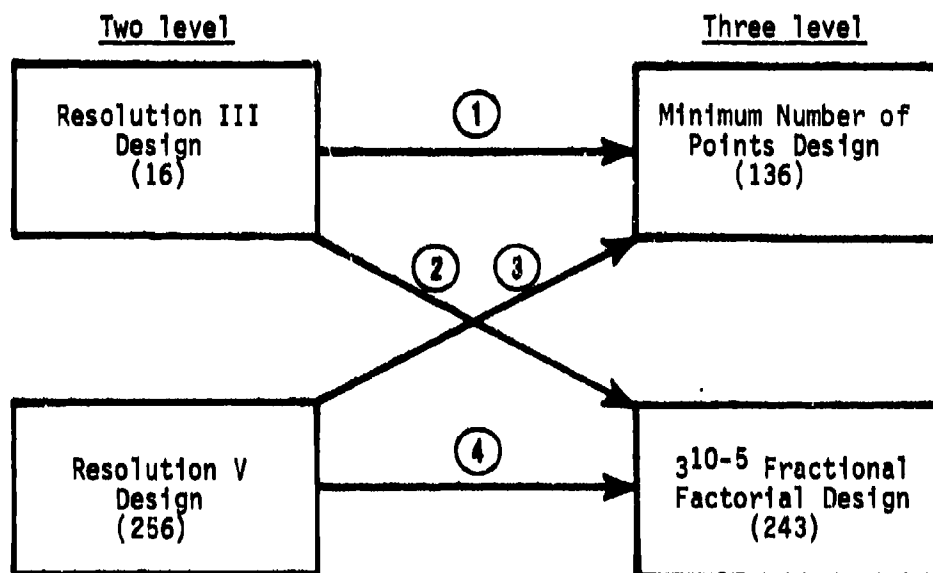 Two level
Three level
Resolution III
Design
(16)
1
Minimum Number of
Points Design
(136)
2
3
Resolution V
Design
(256)
4
3^10-5 Fractional
Factorial Design
(243)